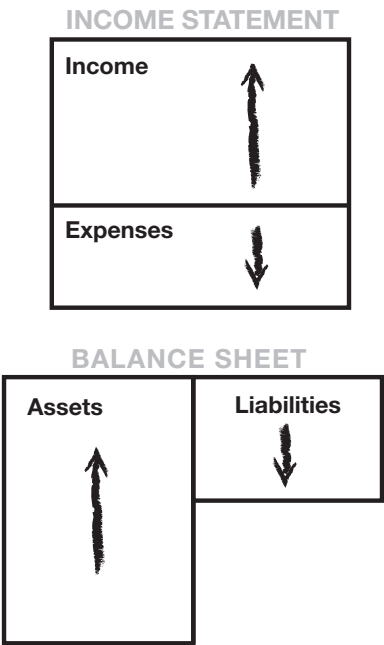 INCOME STATEMENT
Income
Expenses
BALANCE SHEET
Assets
Liabilities